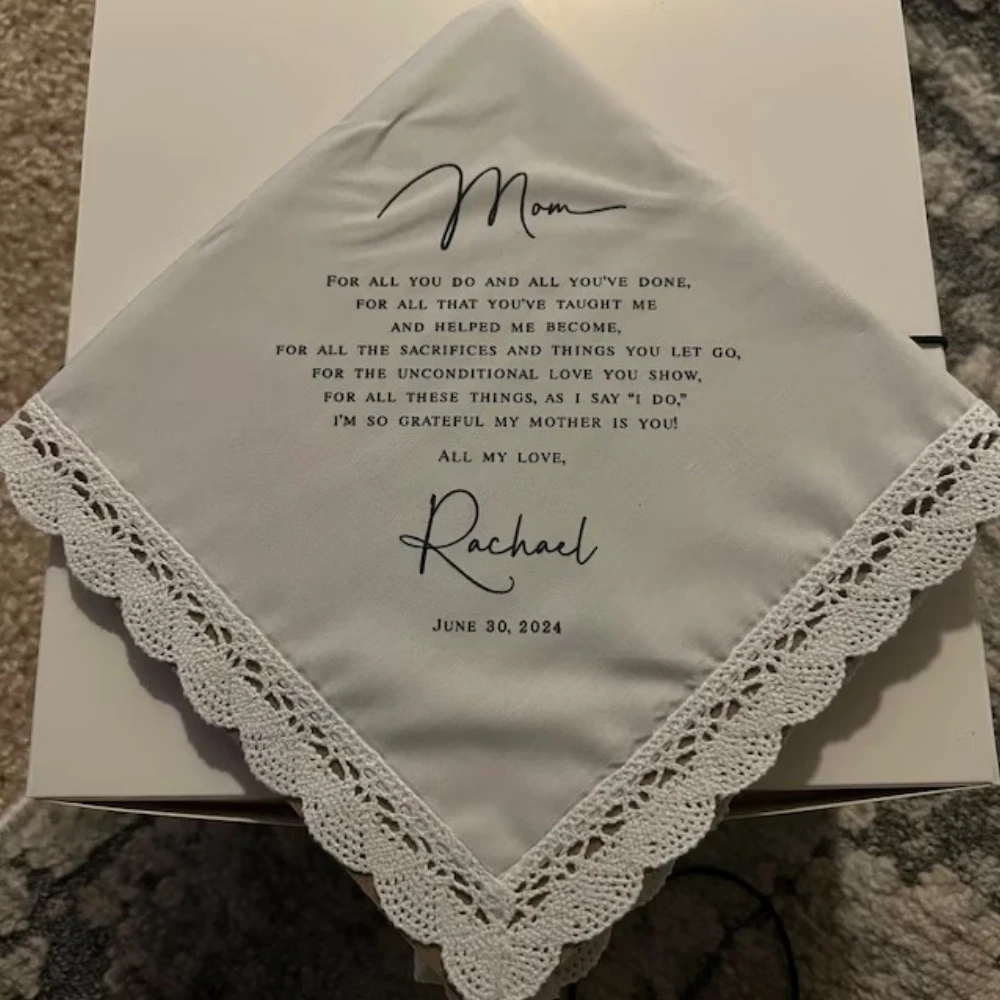 Mom
FOR ALL YOU DO AND ALL YOU'VE DONE,
FOR ALL THAT YOU'VE TAUGHT ME
AND HELPED ME BECOME,
FOR ALL THE SACRIFICES AND THINGS YOU LET GO,
FOR THE UNCONDITIONAL LOVE YOU SHOW,
FOR ALL THESE THINGS, AS I SAY "I DO,"
I'M SO GRATEFUL MY MOTHER IS YOU!
ALL MY LOVE,
Rachael
JUNE 30, 2024